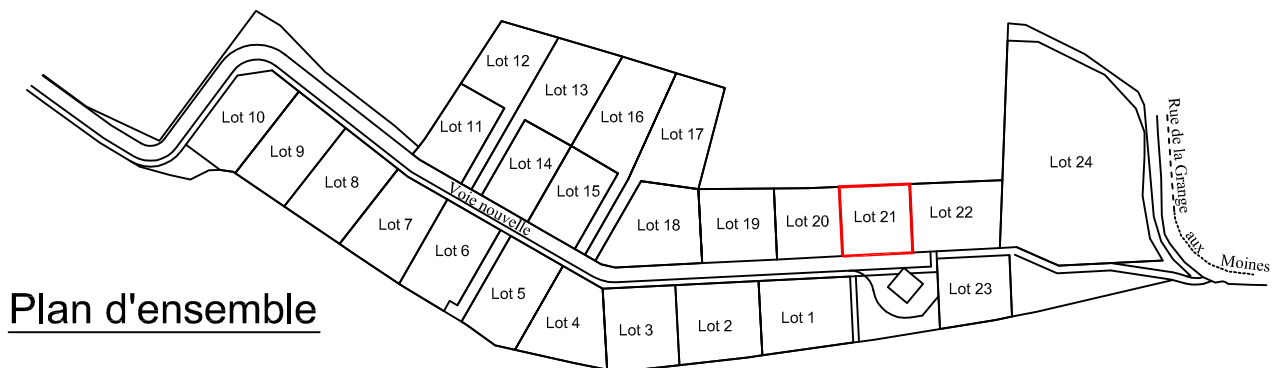 Lot 12
Lot 13
Lot 16
Lot 17
Lot 10
Lot 11
Lot 9
Lot 8
Lot 14
Lot 15
Lot 7
Lot 6
Lot 5
Lot 4
Voie nouvelle
Lot 18
Lot 19
Lot 20
Lot 21
Lot 22
Lot 24
Rue de la Grange
aux
Moines
Lot 3
Lot 2
Lot 1
Lot 23
Plan d'ensemble